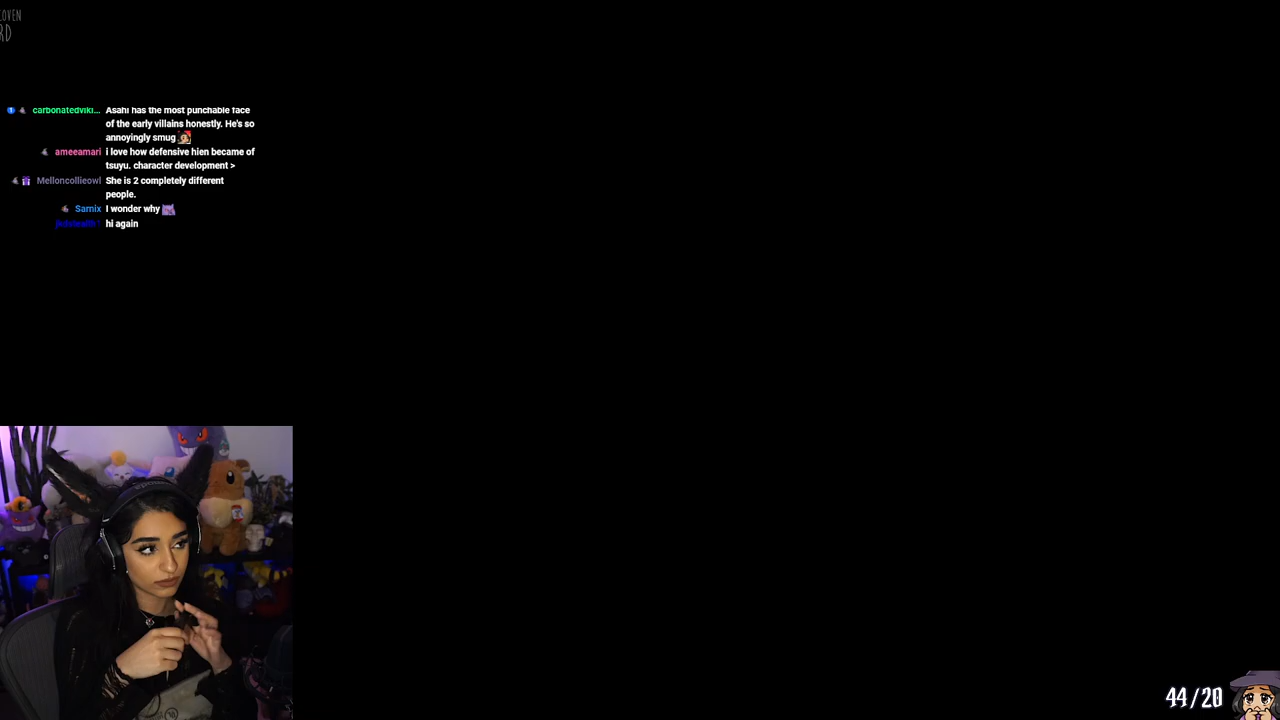 LOVEN
RD
carbonatedviki... Asahi has the most punchable face
of the early villains honestly. He's so
annoyingly smug
ameeamari i love how defensive hien became of
tsuyu. character development >
Melloncollieowl She is 2 completely different
people.
Samix I wonder why
hi again
44/20